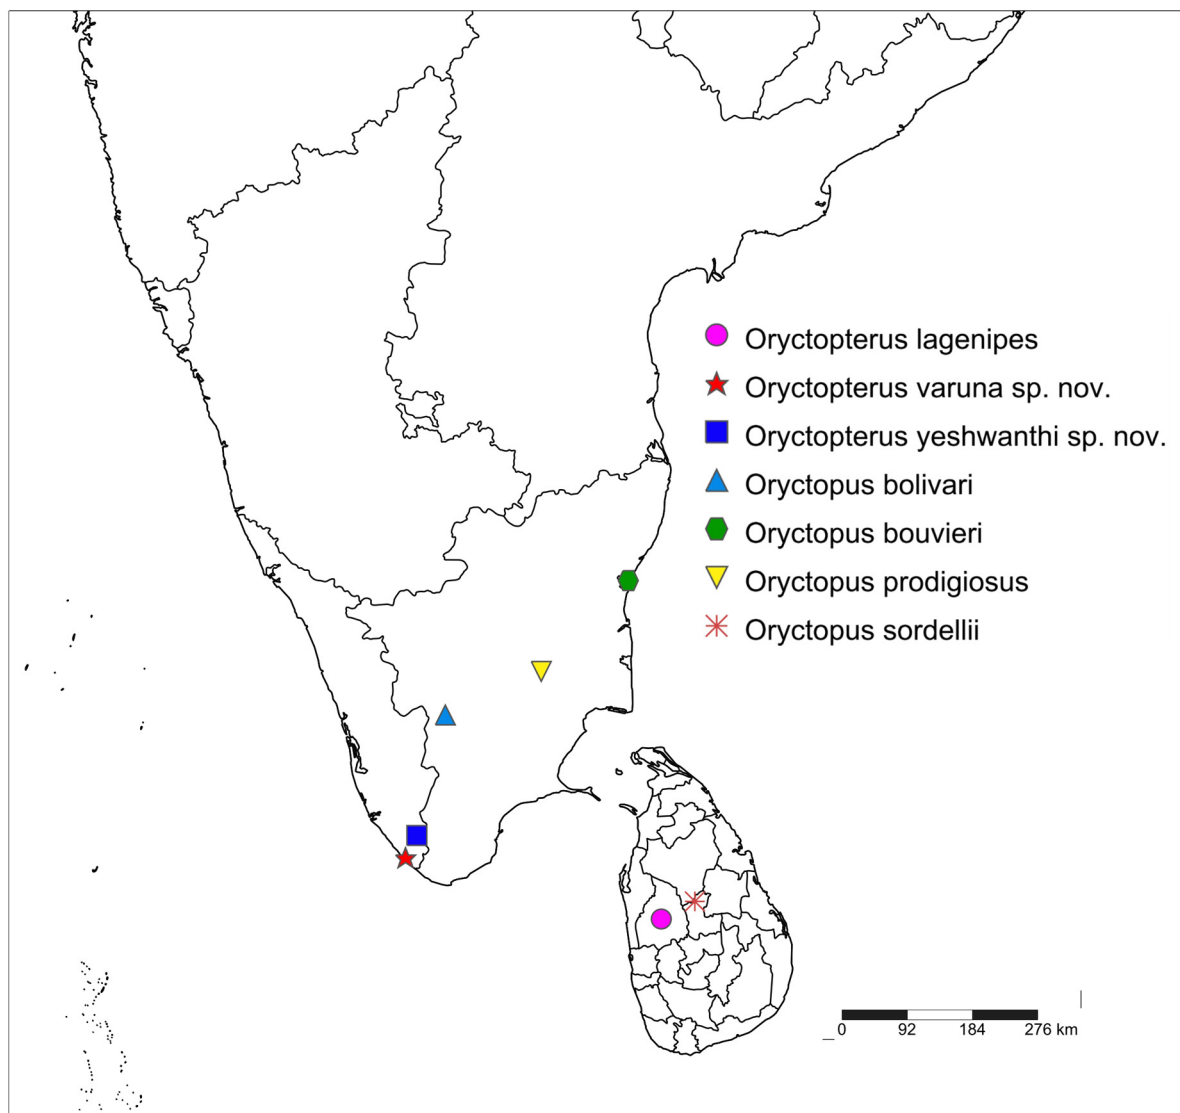 Oryctopterus lagenipes
Oryctopterus varuna sp. nov.
Oryctopterus yeshwanthi sp. nov.
Oryctopus bolivari
Oryctopus bouvieri
Oryctopus prodigiosus
Oryctopus sordellii
0 92 184 276 km